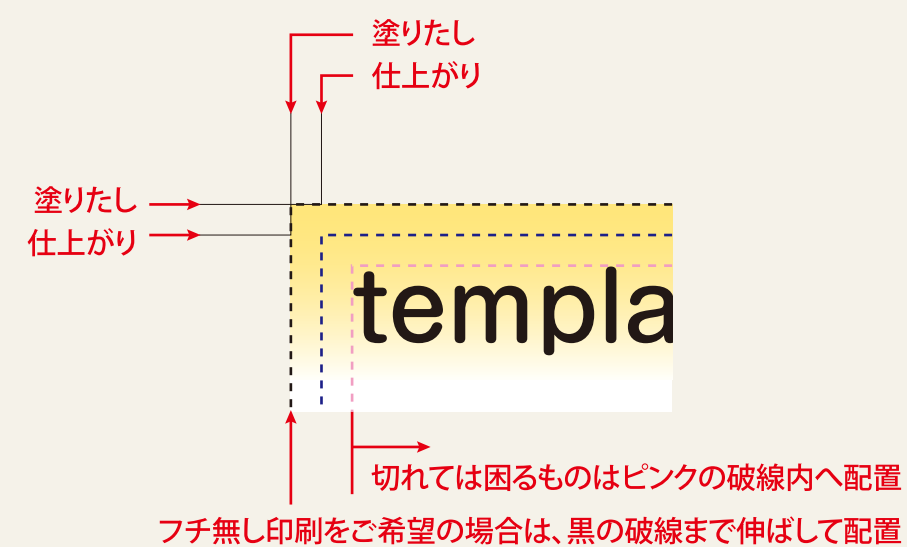 塗りたし
仕上がり
塗りたし
仕上がり
templa
切れては困るものはピンクの破線内へ配置
フチ無し印刷をご希望の場合は、黒の破線まで伸ばして配置